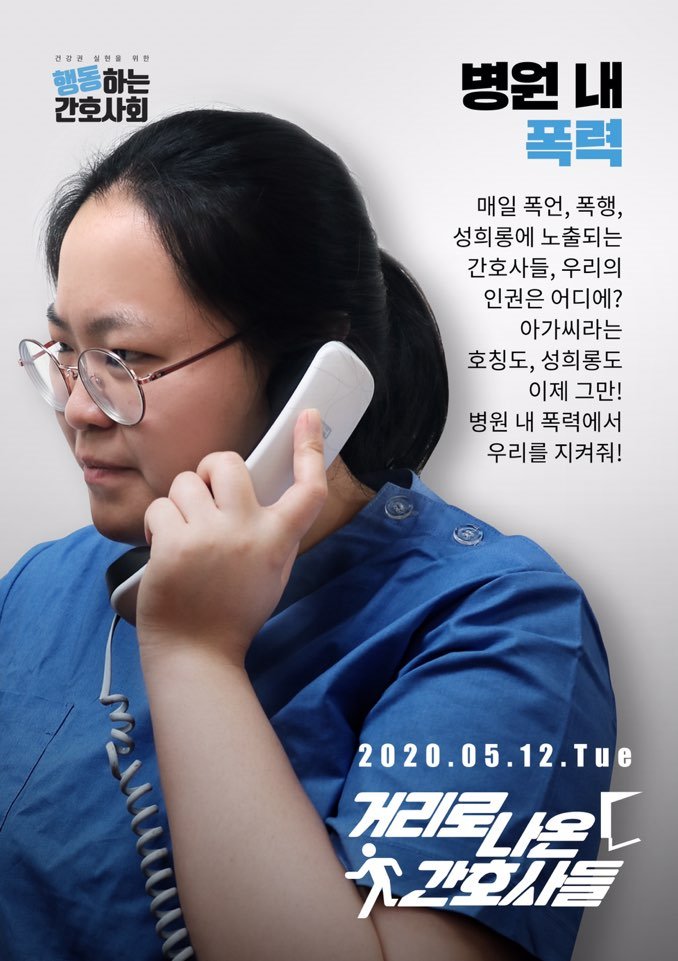 건강권 실현을 위한
행동하는
간호사회
병원 내
폭력
매일 폭언, 폭행,
성희롱에 노출되는
간호사들, 우리의
인권은 어디에?
아가씨라는
호칭도, 성희롱도
이제 그만!
병원 내 폭력에서
우리를 지켜줘!
2020.05.12.Tue
거리로
나온
간호사들